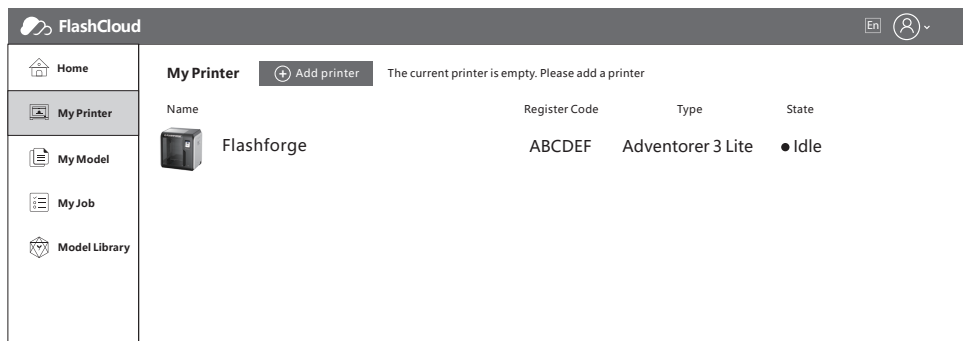 FlashCloud
En
Home
My Printer
My Model
My Job
Model Library
My Printer
Add printer
The current printer is empty. Please add a printer
Name Register Code Type State
Flashforge ABCDEF Adventorer 3 Lite Idle